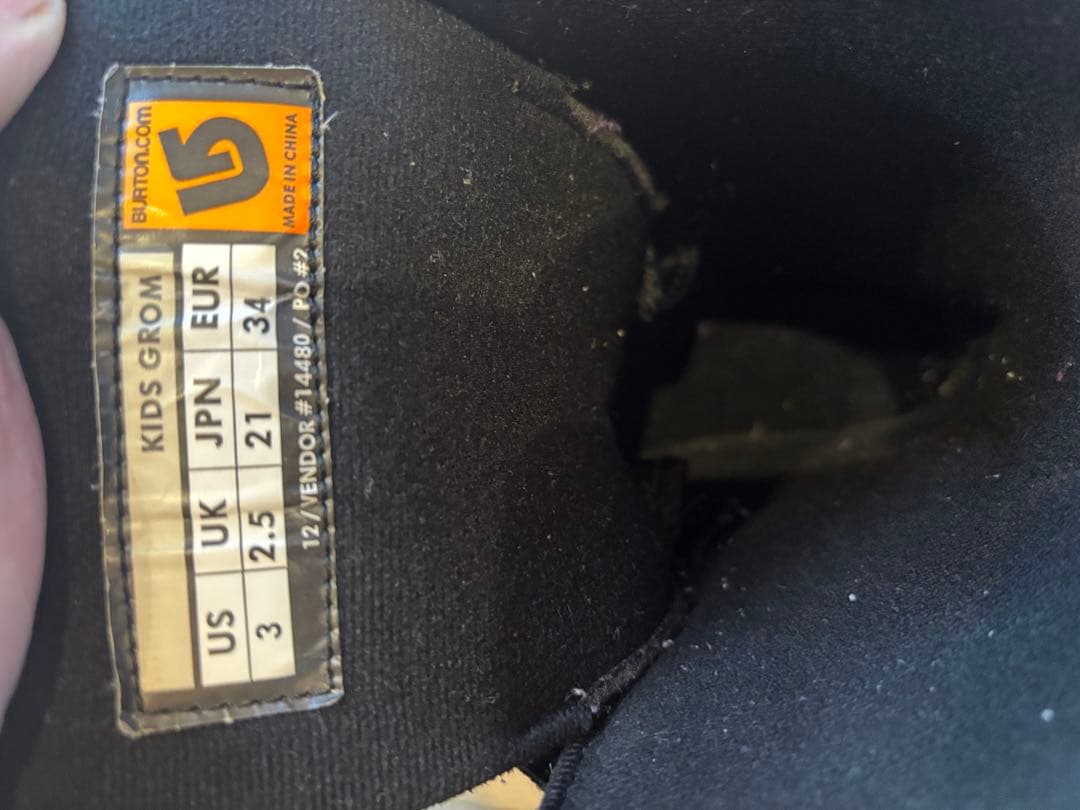 KIDS GROM
US UK JPN EUR
3 2.5 21 34
12/VENDOR#14480 / PO #2
BURTON.COM
MADE IN CHINA